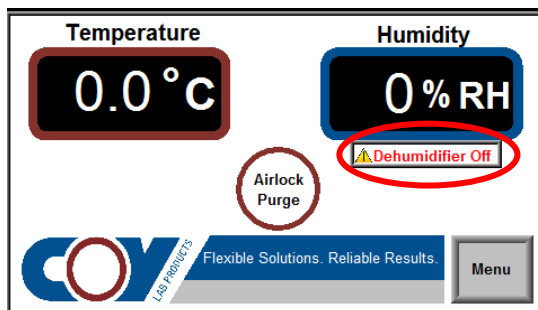 Temperature
Humidity
0.0 °C
0 % RH
Dehumidifier Off
Airlock
Purge
COY
LAB PRODUCTS
Flexible Solutions. Reliable Results.
Menu